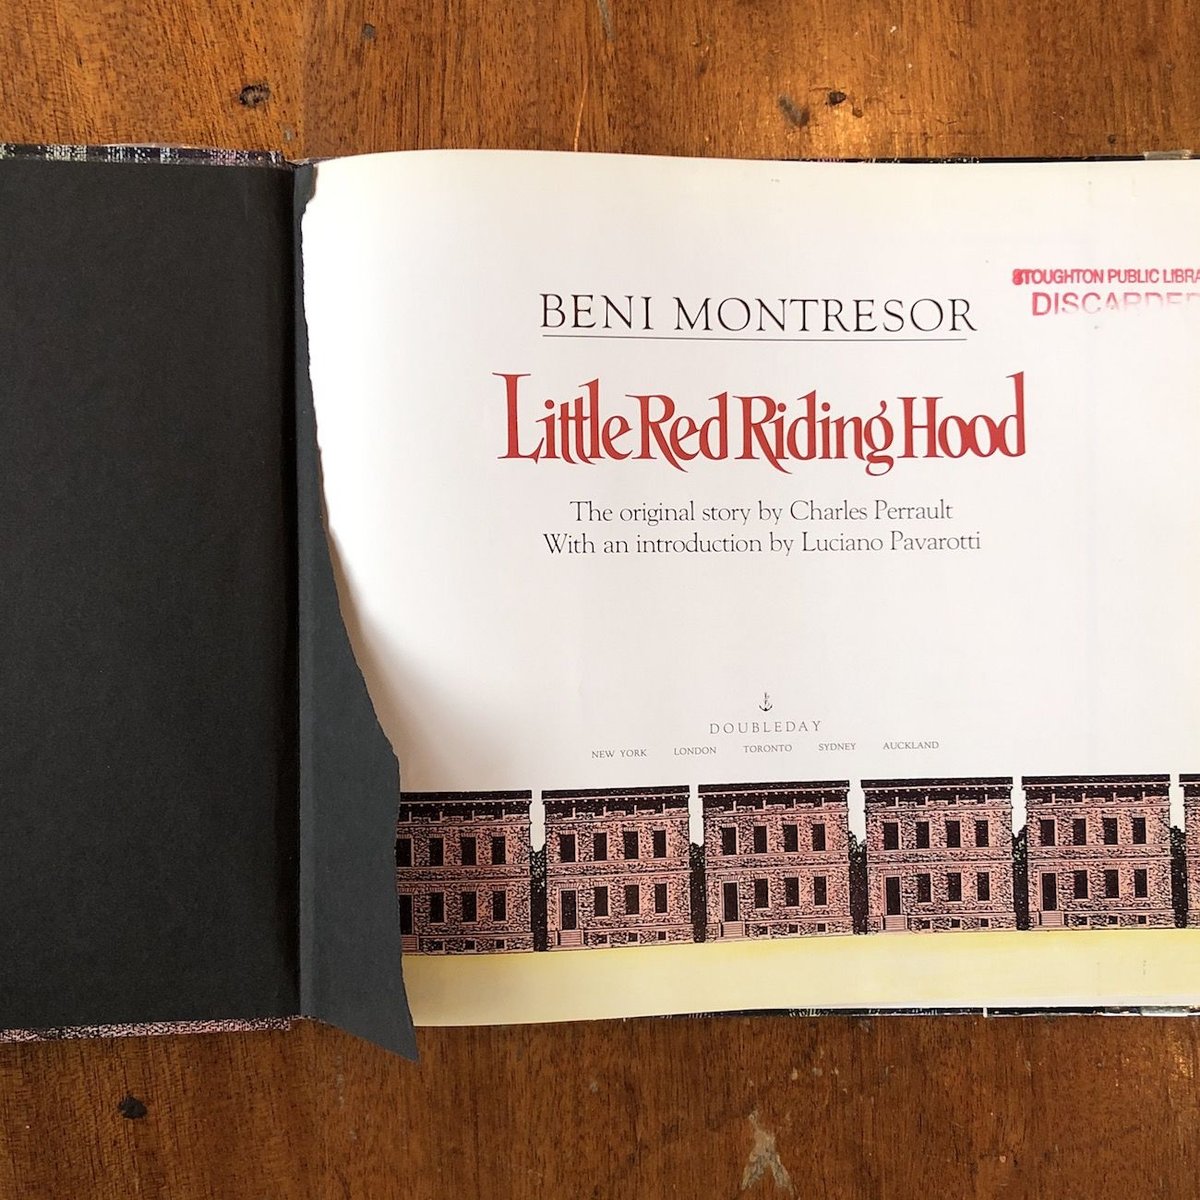 STOUGHTON PUBLIC LIBRA
DISCARDED
BENI MONTRESOR
Little Red Riding Hood
The original story by Charles Perrault
With an introduction by Luciano Pavarotti
DOUBLEDAY
NEW YORK LONDON TORONTO SYDNEY AUCKLAND